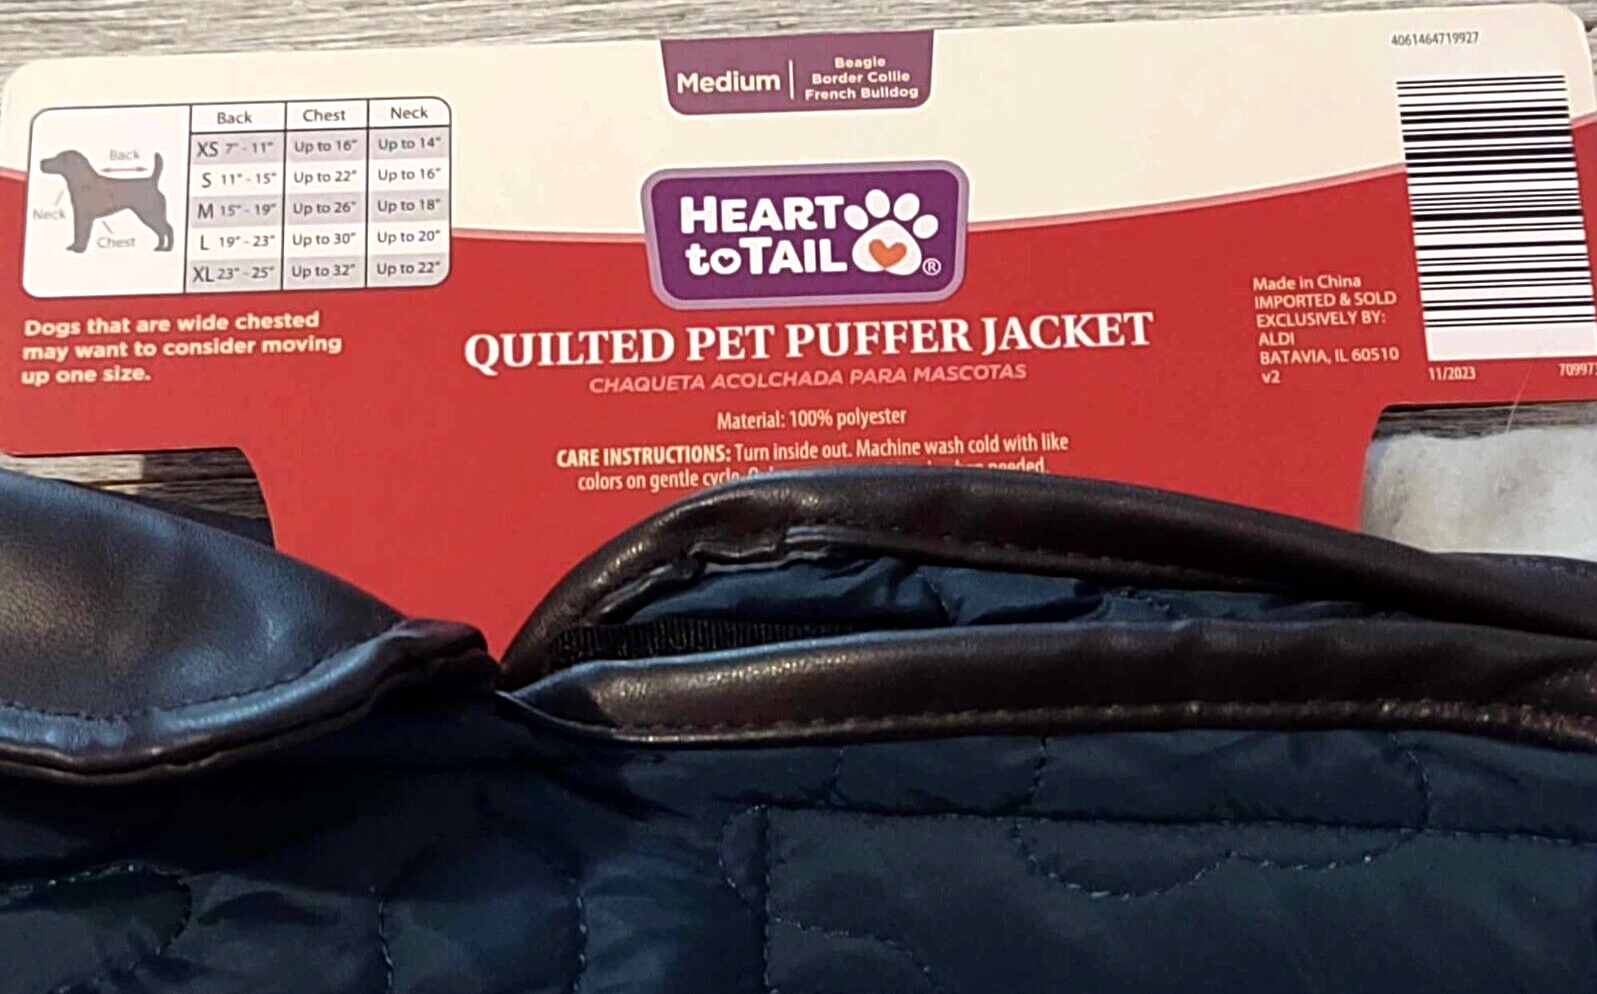 4061464719927
Medium
Beagle
Border Collie
French Bulldog
Back Chest Neck
XS 7" - 11" Up to 16" Up to 14"
S 11" - 15" Up to 22" Up to 16"
M 15" - 19" Up to 26" Up to 18"
L 19" - 23" Up to 30" Up to 20"
XL 23" - 25" Up to 32" Up to 22"
Back
Neck
Chest
Dogs that are wide chested
may want to consider moving
up one size.
HEART
toTAIL®
QUILTED PET PUFFER JACKET
CHAQUETA ACOLCHADA PARA MASCOTAS
Material: 100% polyester
CARE INSTRUCTIONS: Turn inside out. Machine wash cold with like
colors on gentle cycle. needed.
Made in China
IMPORTED & SOLD
EXCLUSIVELY BY:
ALDI
BATAVIA, IL 60510
v2
11/2023 70997